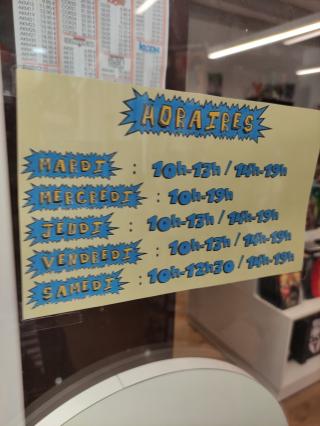 HORAIRES
MARDI : 10h-13h / 14h-19h
MERCREDI : 10h-19h
JEUDI : 10h-13h / 14h-19h
VENDREDI : 10h-13h / 14h-19h
SAMEDI : 10h-12h30 / 14h-19h